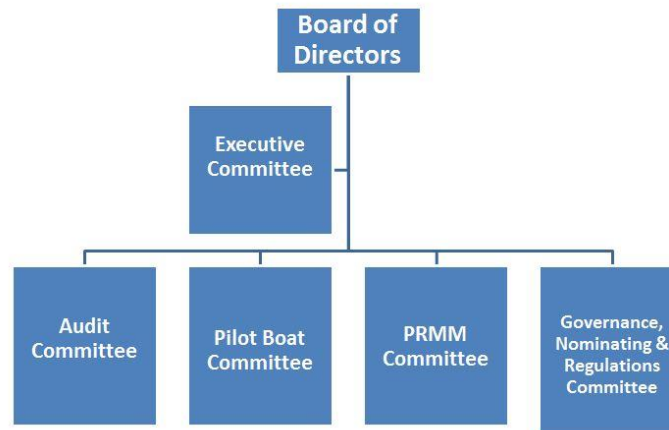 Board of
Directors
Executive
Committee
Audit
Committee
Pilot Boat
Committee
PRMM
Committee
Governance,
Nominating &
Regulations
Committee